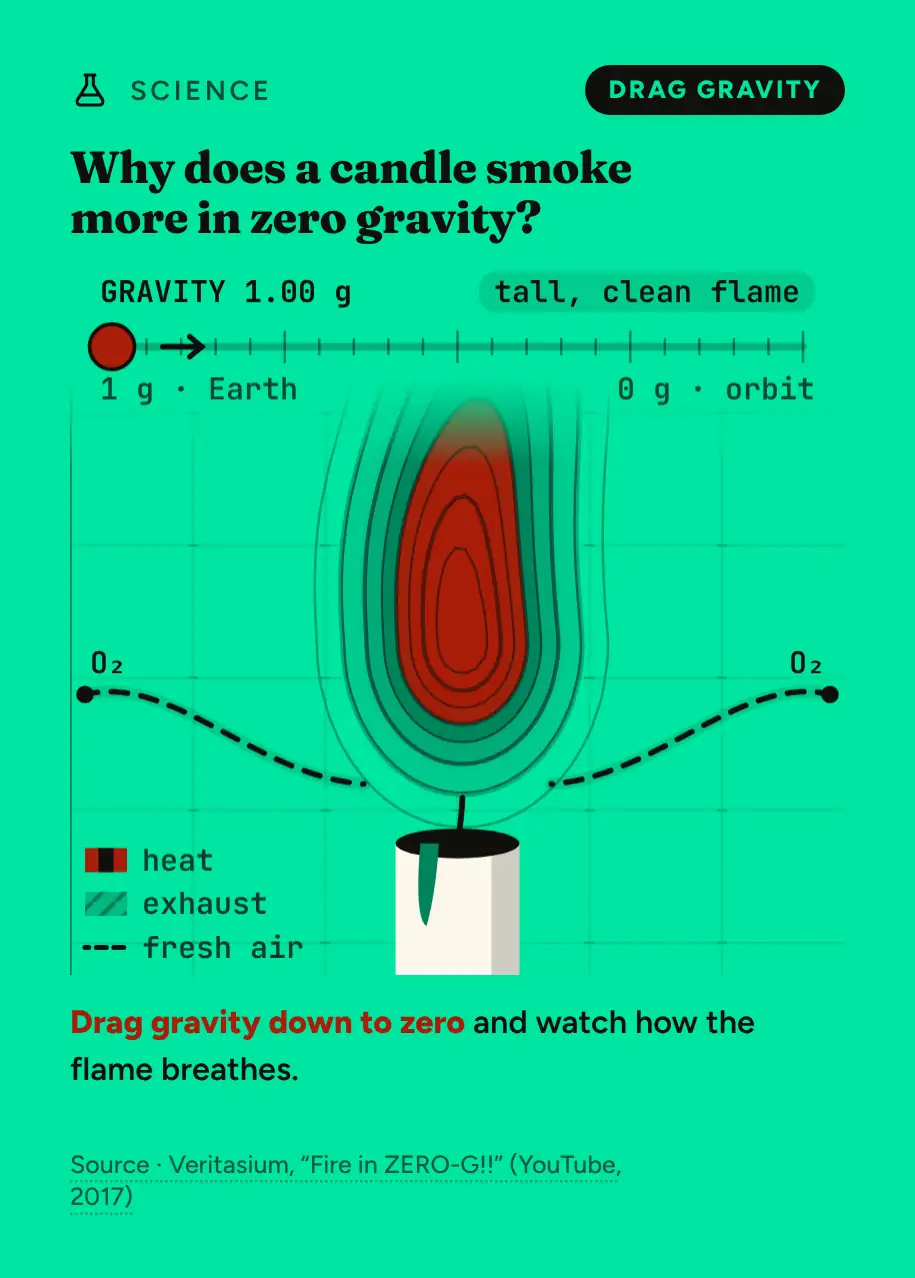 SCIENCE
DRAG GRAVITY
Why does a candle smoke
more in zero gravity?
GRAVITY 1.00 g
tall, clean flame
1 g · Earth
0 g · orbit
O₂
O₂
heat
exhaust
fresh air
Drag gravity down to zero and watch how the
flame breathes.
Source · Veritasium, “Fire in ZERO-G!!” (YouTube,
2017)